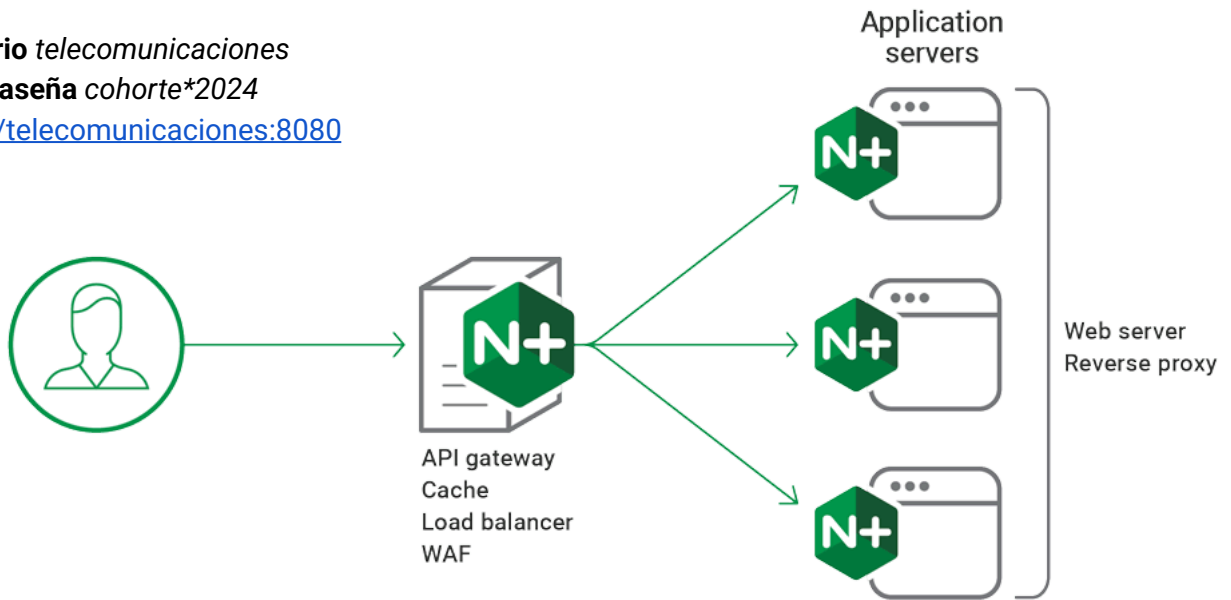 rio telecomunicaciones
aseña cohorte*2024
/telecomunicaciones:8080
Application
servers
N+
N+
N+
N+
API gateway
Cache
Load balancer
WAF
Web server
Reverse proxy